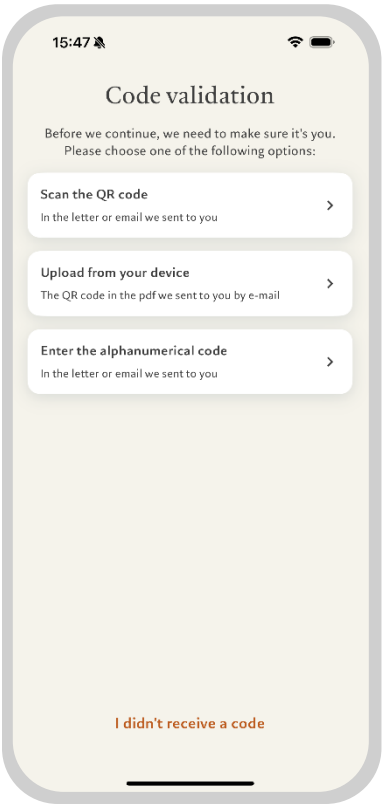 15:47
Code validation
Before we continue, we need to make sure it's you.
Please choose one of the following options:
Scan the QR code
In the letter or email we sent to you
Upload from your device
The QR code in the pdf we sent to you by e-mail
Enter the alphanumerical code
In the letter or email we sent to you
I didn't receive a code